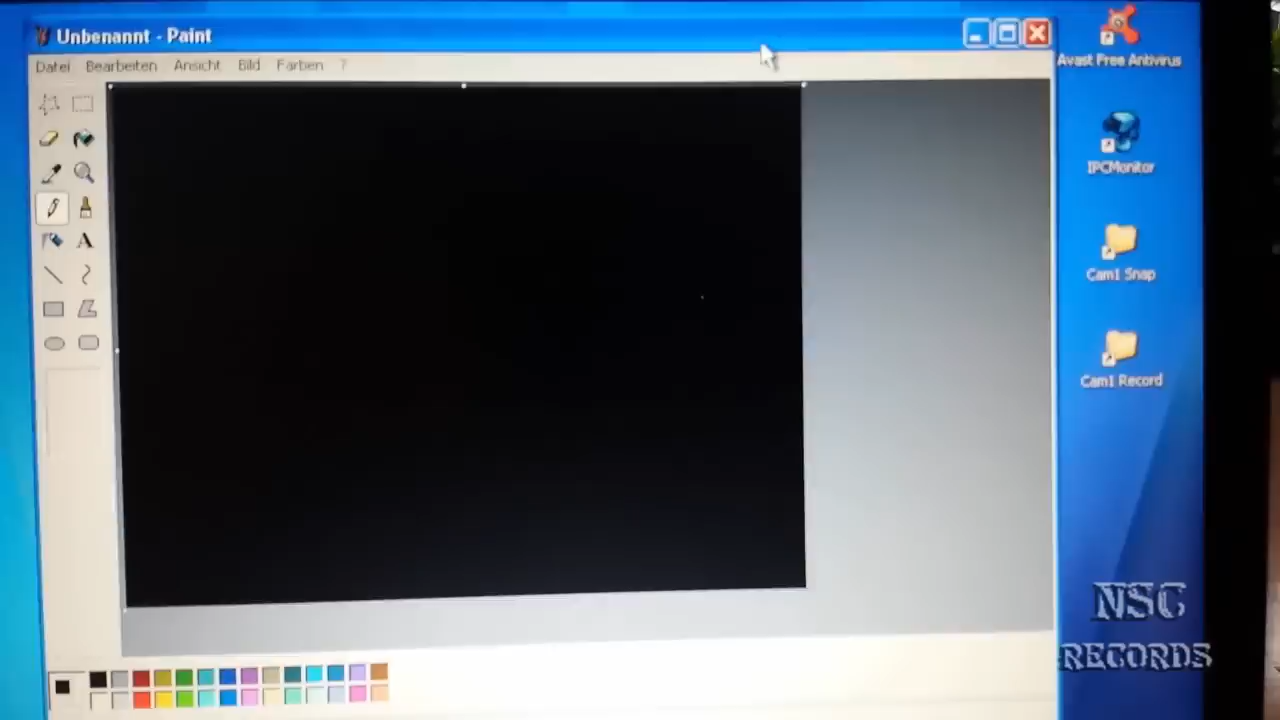 Unbenannt - Paint
Datei Bearbeiten Ansicht Bild Farben ?
A
Avast Free Antivirus
IPCMonitor
Cam1 Snap
Cam1 Record
NSC
RECORDS